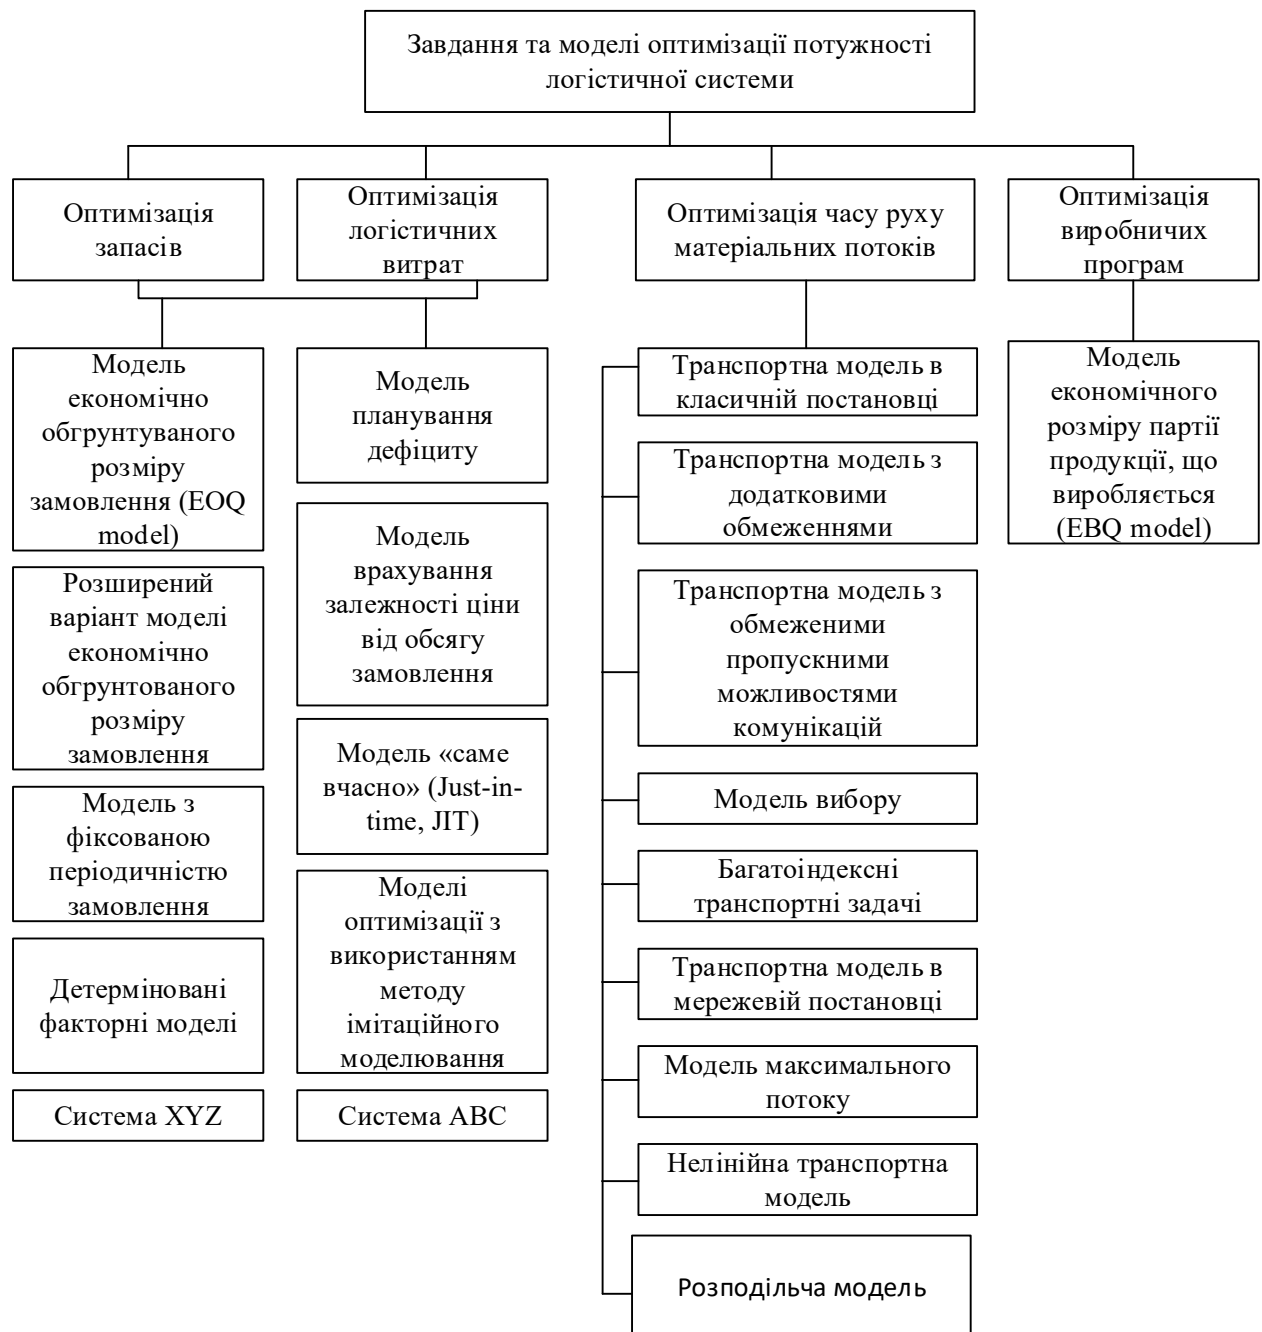 Завдання та моделі оптимізації потужності
логістичної системи
Оптимізація
запасів
Оптимізація
логістичних
витрат
Оптимізація часу руху
матеріальних потоків
Оптимізація
виробничих
програм
Модель
економічно
обгрунтуваного
розміру
замовлення (EOQ
model)
Розширений
варіант моделі
економічно
обгрунтованого
розміру
замовлення
Модель з
фіксованою
періодичністю
замовлення
Детерміновані
факторні моделі
Система XYZ
Модель
планування
дефіциту
Модель
врахування
залежності ціни
від обсягу
замовлення
Модель «саме
вчасно» (Just-in-
time, JIT)
Моделі
оптимізації з
використанням
методу
імітаційного
моделювання
Система ABC
Транспортна модель в
класичній постановці
Транспортна модель з
додатковими
обмеженнями
Транспортна модель з
обмеженими
пропускними
можливостями
комунікацій
Модель вибору
Багатоіндексні
транспортні задачі
Транспортна модель в
мережевій постановці
Модель максимального
потоку
Нелінійна транспортна
модель
Розподільча модель
Модель
економічного
розміру партії
продукції, що
виробляється
(EBQ model)